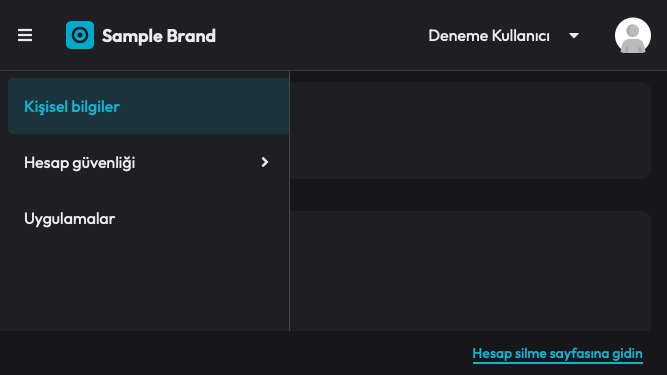 Sample Brand
Deneme Kullanıcı
Kişisel bilgiler
Hesap güvenliği
Uygulamalar
Hesap silme sayfasına gidin